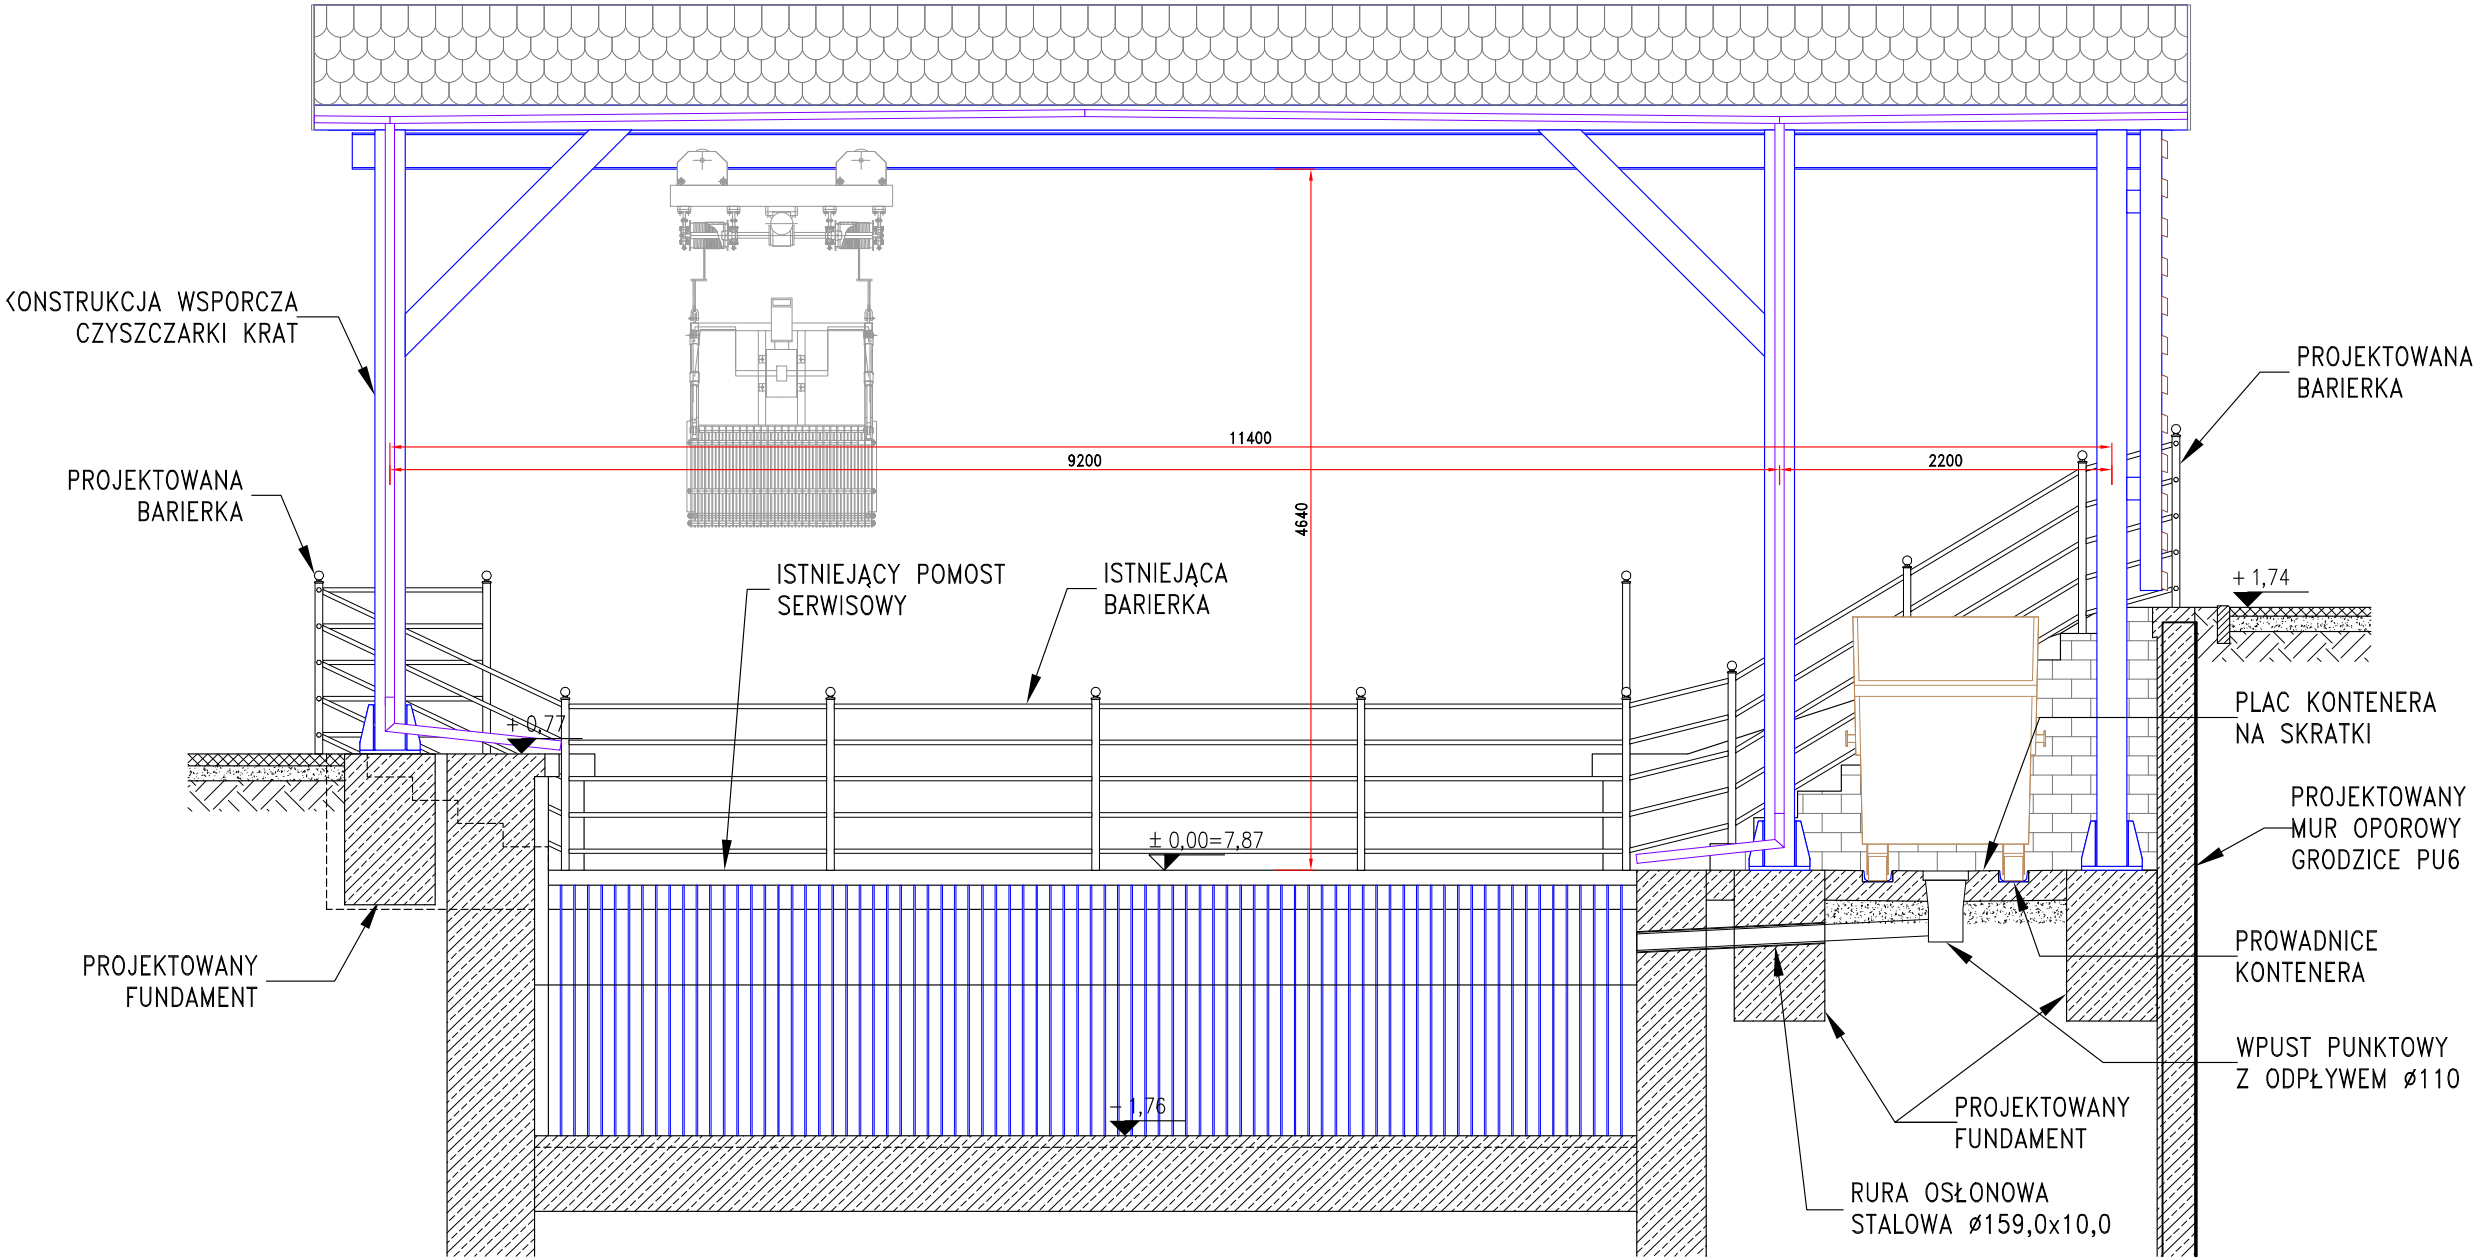 KONSTRUKCJA WSPORCZA
CZYSZCZARKI KRAT
PROJEKTOWANA
BARIERKA
11400
9200
2200
4640
PROJEKTOWANA
BARIERKA
ISTNIEJĄCY POMOST
SERWISOWY
ISTNIEJĄCA
BARIERKA
+ 1,74
+ 0,77
PLAC KONTENERA
NA SKRATKI
PROJEKTOWANY
MUR OPOROWY
GRODZICE PU6
± 0,00=7,87
PROJEKTOWANY
FUNDAMENT
PROWADNICE
KONTENERA
WPUST PUNKTOWY
Z ODPŁYWEM Ø110
- 1,76
PROJEKTOWANY
FUNDAMENT
RURA OSŁONOWA
STALOWA Ø159,0x10,0